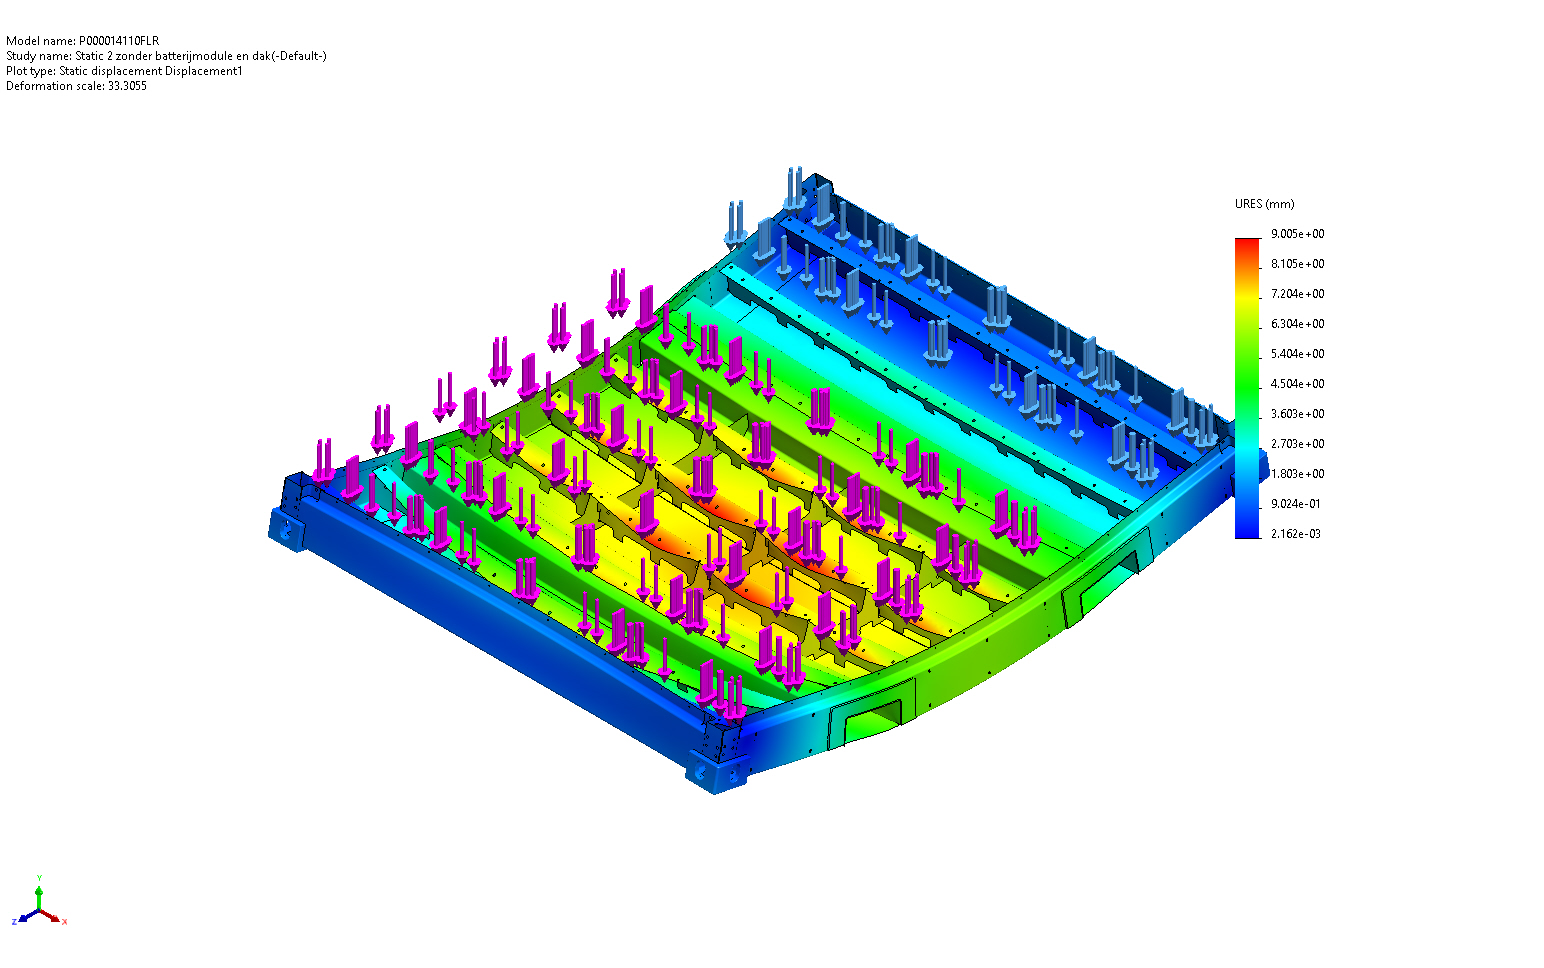 Model name: P000014110FLR
Study name: Static 2 zonder batterijmodule en dak(-Default-)
Plot type: Static displacement Displacement1
Deformation scale: 33.3055
URES (mm)
9.005e+00
8.105e+00
7.204e+00
6.304e+00
5.404e+00
4.504e+00
3.603e+00
2.703e+00
1.803e+00
9.024e-01
2.162e-03
Y
Z
X